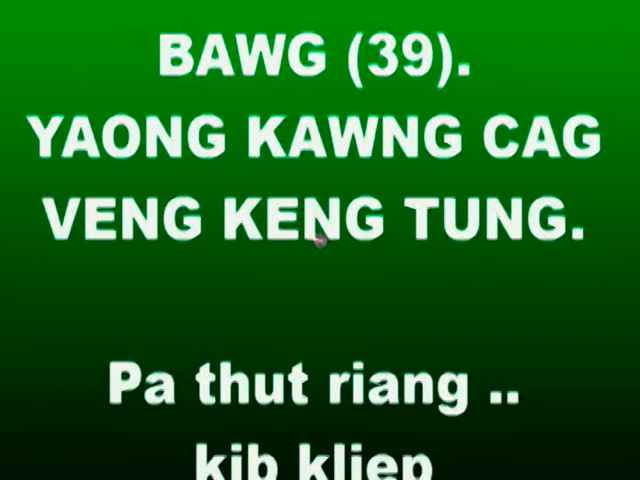 BAWG (39).
YAONG KAWNG CAG
VENG KENG TUNG.
Pa thut riang ..
kib kliep